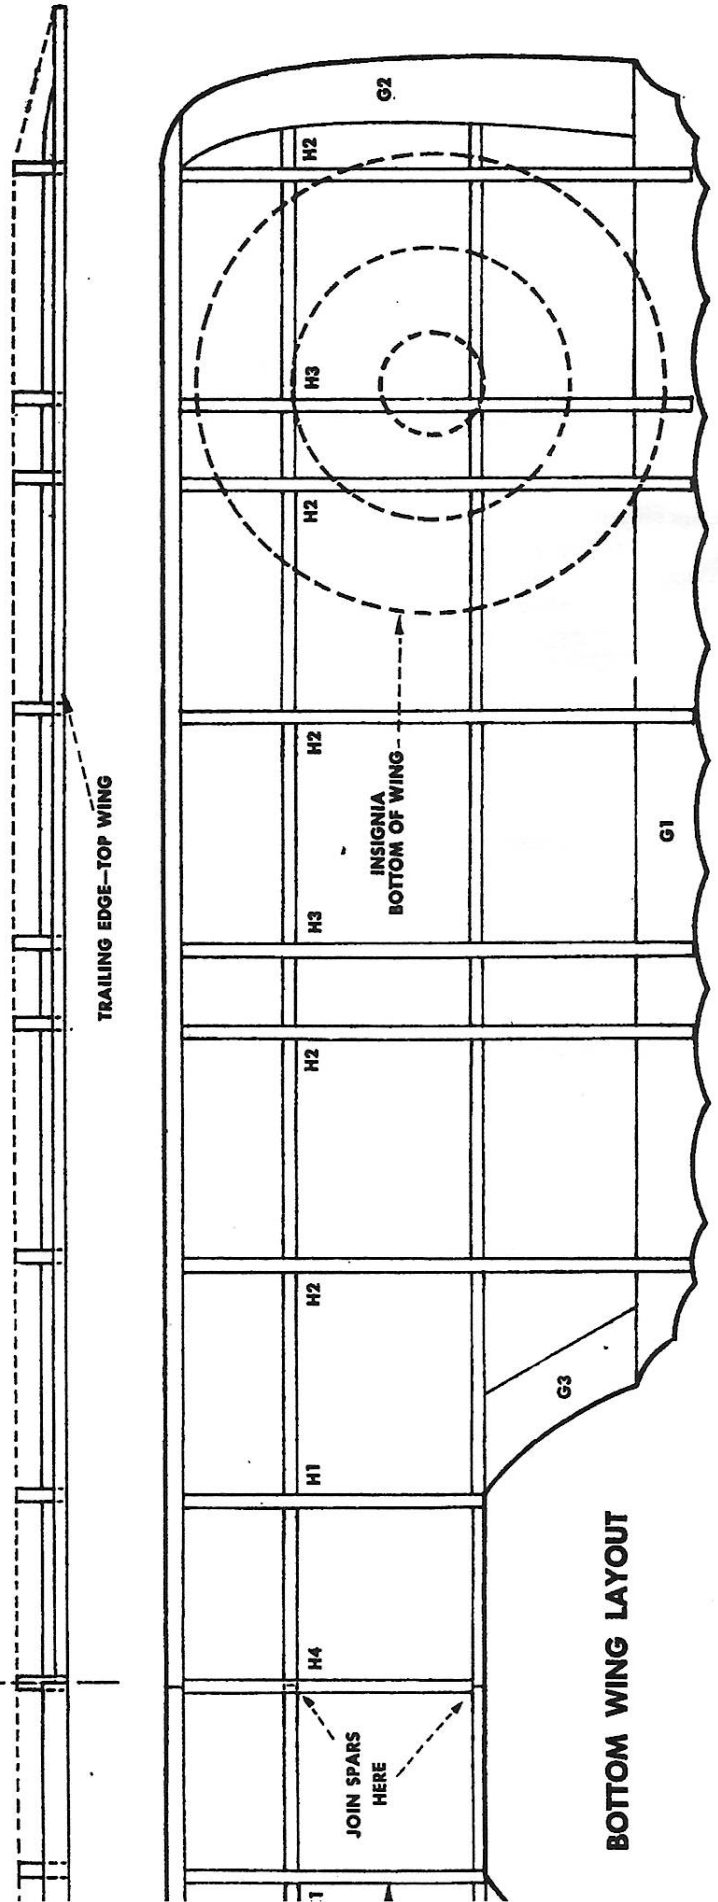 G2
H2
H3
H2
TRAILING EDGE—TOP WING
H2
INSIGNIA
BOTTOM OF WING
G1
H3
H2
H2
G3
H1
H4
JOIN SPARS
HERE
BOTTOM WING LAYOUT